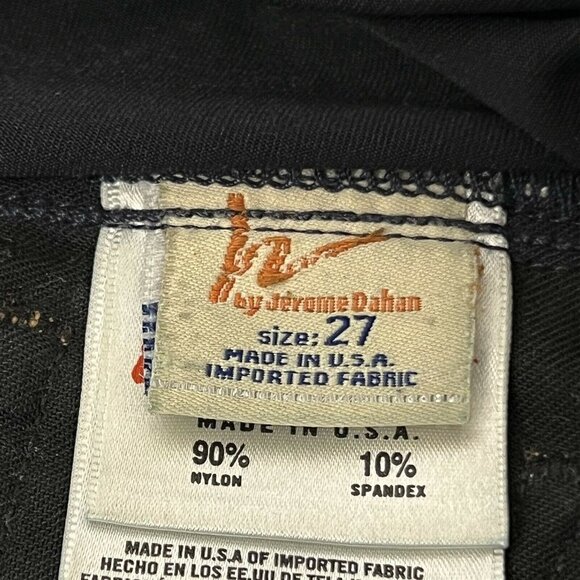 by Jerome Dahan
size: 27
MADE IN U.S.A.
IMPORTED FABRIC
MADE IN U.S.A.
90% 10%
NYLON SPANDEX
MADE IN U.S.A OF IMPORTED FABRIC
HECHO EN LOS EE.UU DE TELA